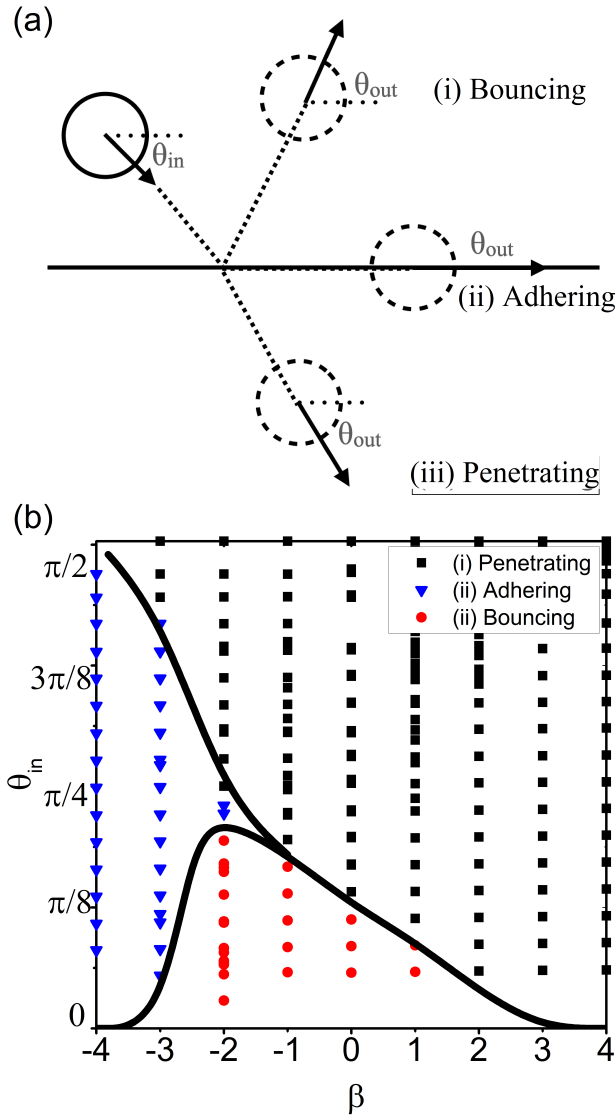 (a)
θout
(i) Bouncing
θin
θout
(ii) Adhering
θout
(iii) Penetrating
(b)
π/2
3π/8
π/4
π/8
0
θin
(i) Penetrating
(ii) Adhering
(ii) Bouncing
-4 -3 -2 -1 0 1 2 3 4
β